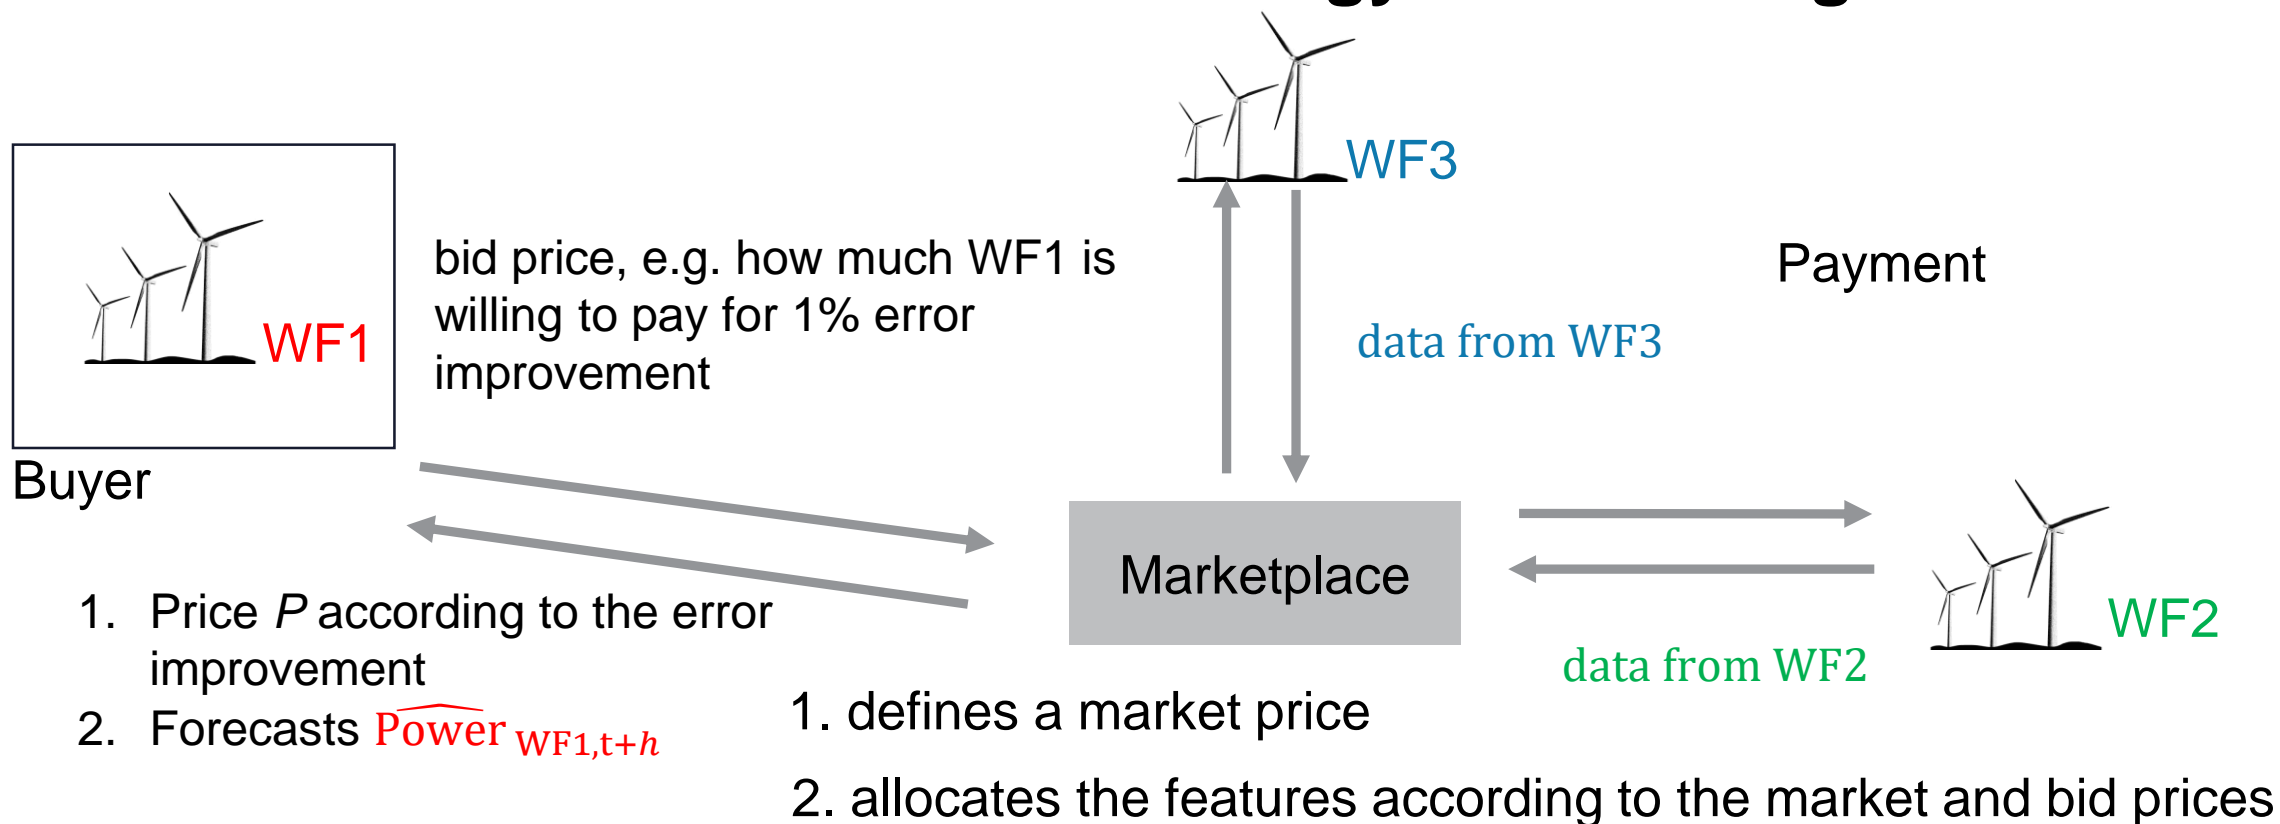 WF3
WF1
bid price, e.g. how much WF1 is
willing to pay for 1% error
improvement
Payment
data from WF3
Buyer
Marketplace
WF2
data from WF2
1. Price P according to the error
improvement
2. Forecasts \widehat{Power}_{WF1,t+h}
1. defines a market price
2. allocates the features according to the market and bid prices